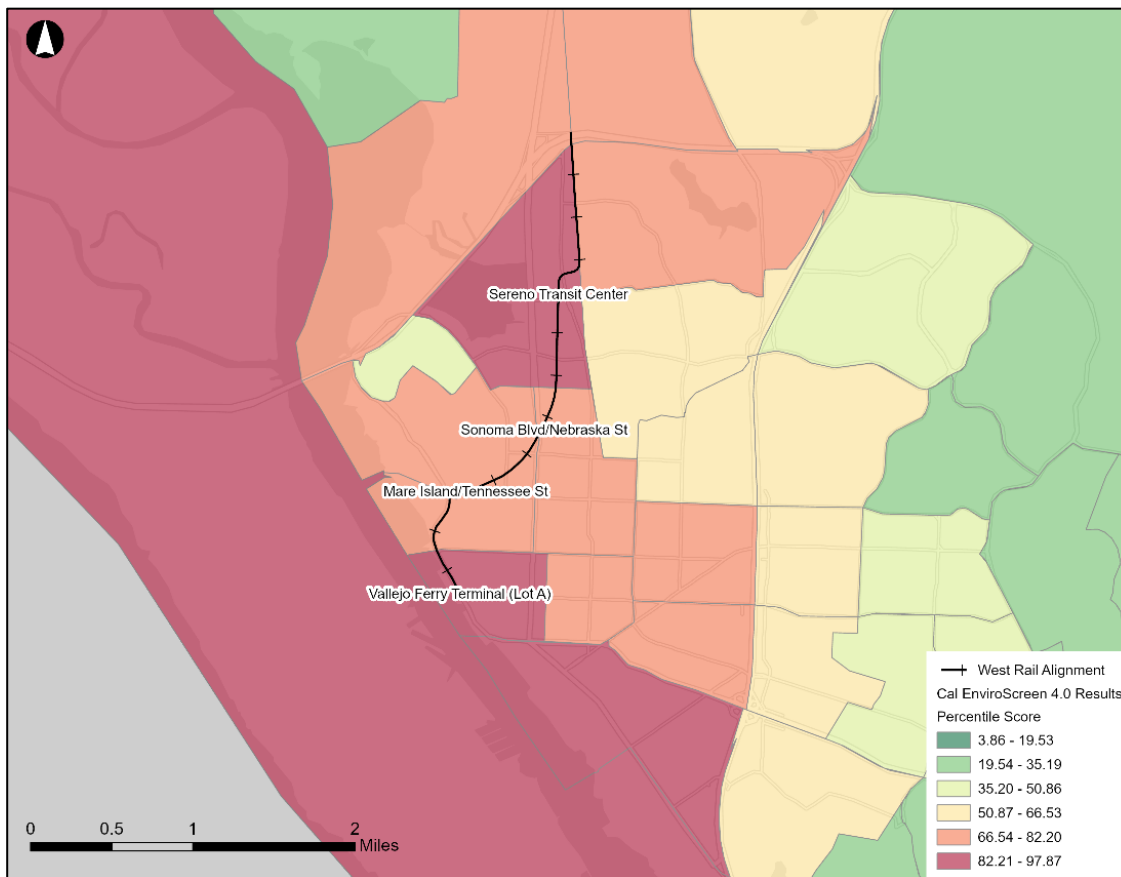 Sereno Transit Center
Sonoma Blvd/Nebraska St
Mare Island/Tennessee St
Vallejo Ferry Terminal (Lot A)
West Rail Alignment
Cal EnviroScreen 4.0 Results
Percentile Score
3.86 - 19.53
19.54 - 35.19
35.20 - 50.86
50.87 - 66.53
66.54 - 82.20
82.21 - 97.87
0 0.5 1 2
Miles